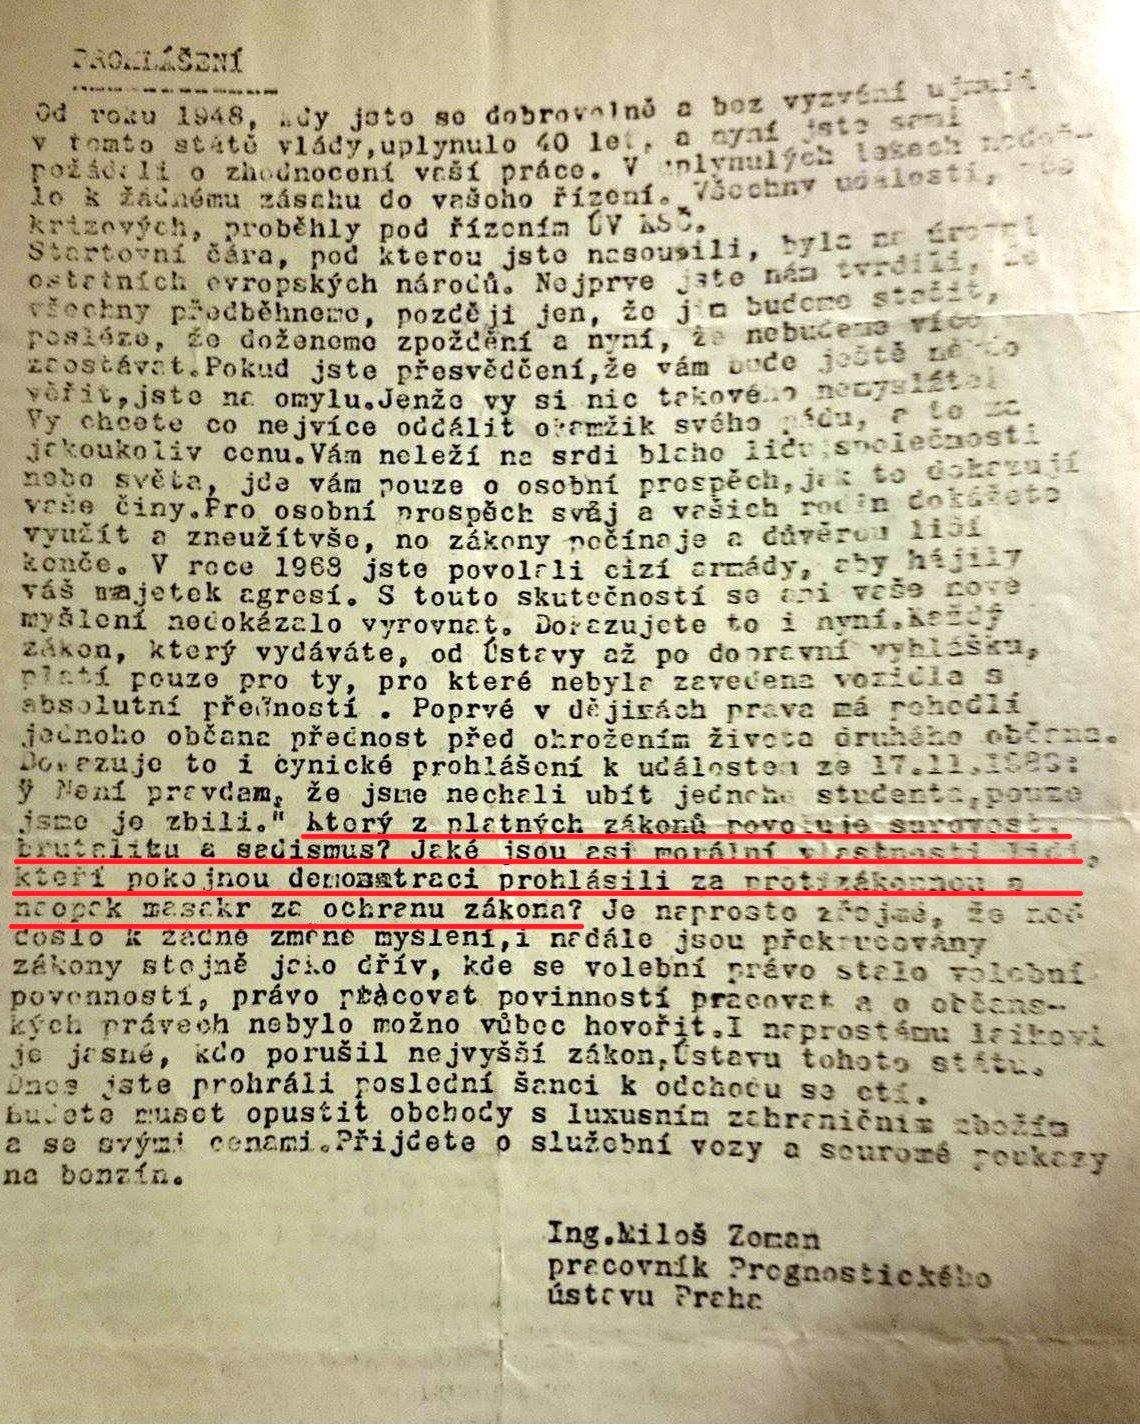 PROHLÁŠENÍ
Od roku 1948, kdy jste se dobrovolně a bez vyzvání ujmuli
v tomto státě vlády,uplynulo 40 let, a nyní jste sami
požádali o zhodnocení vaší práce. V uplynulých letech nedoš-
lo k žádnému zásahu do vašeho řízení. Všechny události,
krizových, proběhly pod řízením ÚV KSČ.
Startovní čára, pod kterou jste nasoupili, byla na úrovni
ostatních evropských národů. Nejprve jste nám tvrdili, že
všechny předběhneme, později jen, že jim budeme stačit,
posléze, že doženeme zpoždění a nyní, že nebudeme více
zaostávat.Pokud jste přesvědčení,že vám bude ještě někdo
věřit,jste na omylu.Jenže vy si nic takového nemyslíte!
Vy chcete co nejvíce oddálit okamžik svého pádu, a to za
jakoukoliv cenu.Vám neleží na srdi blaho lidu,společnosti
nebo světa, jde vám pouze o osobní prospěch,jak to dokazují
vaše činy.Pro osobní prospěch svůj a vašich rodin dokážete
využít a zneužítvše, no zákony počínaje a důvěrou lidí
konče. V roce 1968 jste povolali cizí armády, aby hájily
váš majetek agresí. S touto skutečností se ani vaše nové
myšlení nedokázalo vyrovnat. Dokazujete to i nyní.Každý
zákon, který vydáváte, od Ústavy až po dopravní vyhlášku,
platí pouze pro ty, pro které nebyla zavedena vozidla s
absolutní předností . Poprvé v dějinách prava má pohodlí
jednoho občana přednost před ohrožením života druhého občana.
Dokazuje to i cynické prohlášení k událostem ze 17.11.1989:
ý Není pravdam, že jsme nechali ubít jednoho studenta,pouze
jsme je zbili." který z platných zákonů povoluje surovost,
brutalitu a sadismus? Jaké jsou asi morální vlastnosti lidí,
kteří pokojnou demonstraci prohlásili za protizákonnou a
naopak masakr za ochranu zákona? Je naprosto zřejmé, že ned
došlo k žádné změně myšlení,i nadále jsou překrucovány
zákony stejně jako dřív, kde se volební právo stalo volební
povonností, právo pracovat povinností pracovat a o občans-
kých právech nebylo možno vůbec hovořit.I naprostému laikovi
je jasné, kdo porušil nejvyšší zákon,Ústavu tohoto státu.
Dnes jste prohráli poslední šanci k odchodu se ctí.
Budete muset opustit obchody s luxusním zahraničním zbožím
a se svými cenami.Přijdete o služební vozy a souromé poukazy
na benzín.
Ing.Miloš Zeman
pracovník Prognostického
ústavu Praha